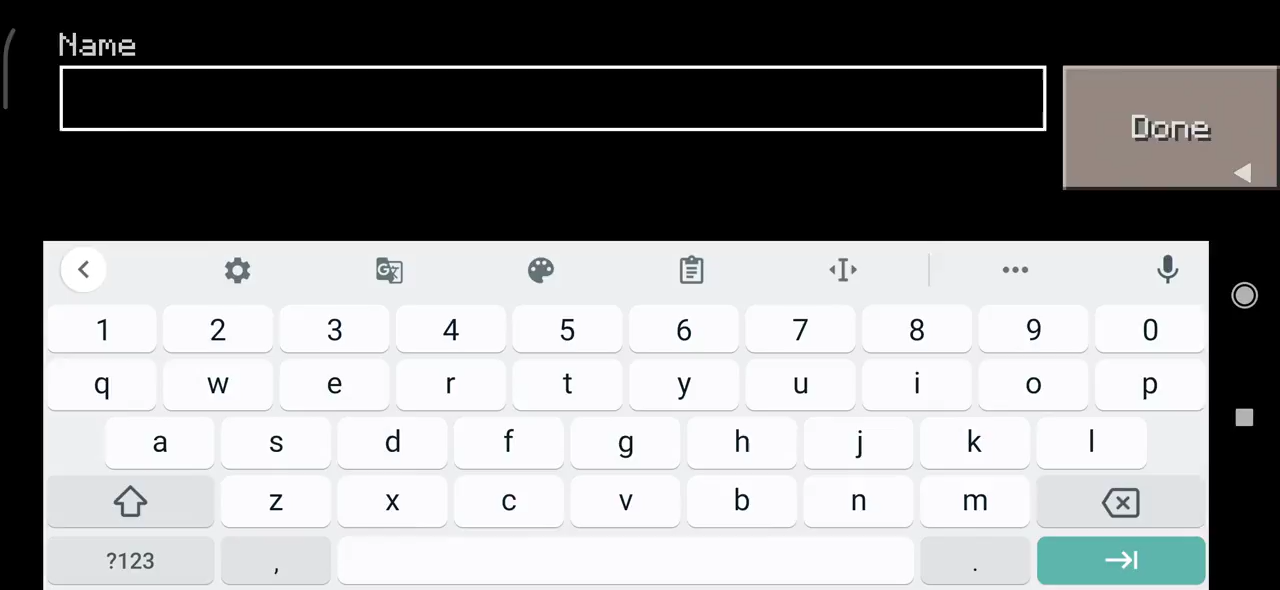 Name
Done
1 2 3 4 5 6 7 8 9 0
q w e r t y u i o p
a s d f g h j k l
z x c v b n m
?123 , .